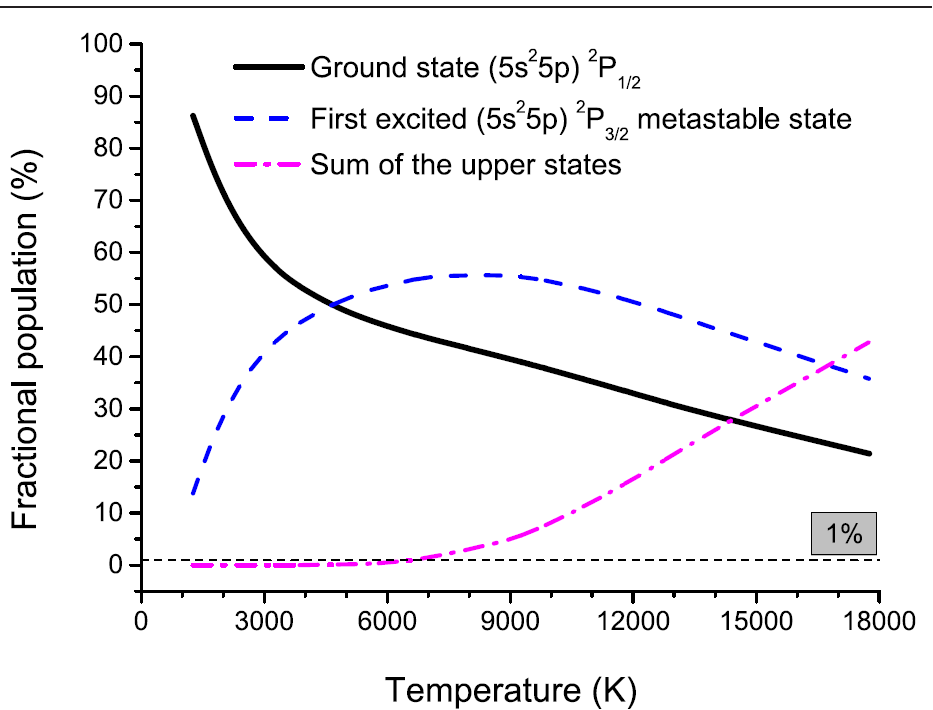 100
90
80
70
60
50
40
30
20
10
0
Fractional population (%)
Ground state (5s²5p) ²P₁/₂
First excited (5s²5p) ²P₃/₂ metastable state
Sum of the upper states
1%
0 3000 6000 9000 12000 15000 18000
Temperature (K)